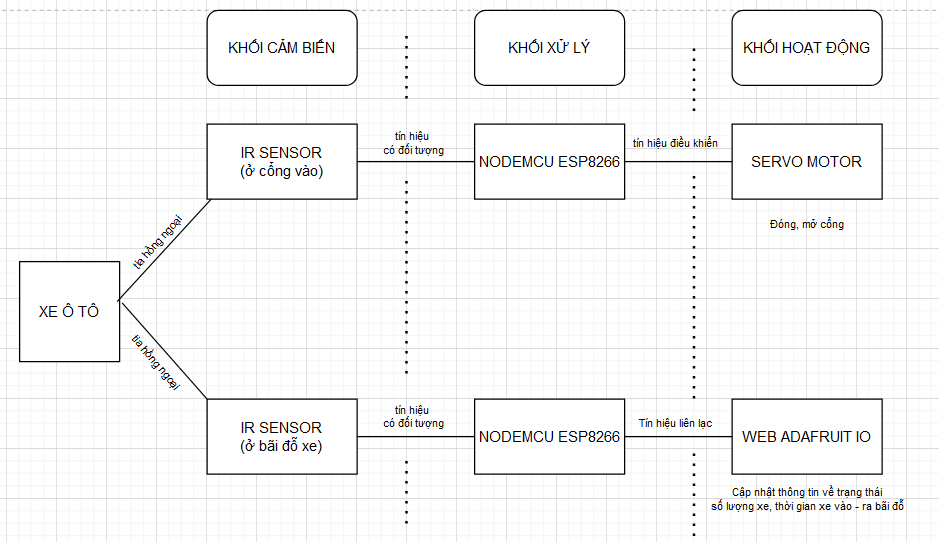 KHỐI CẢM BIẾN
KHỐI XỬ LÝ
KHỐI HOẠT ĐỘNG
IR SENSOR
(ở cổng vào)
tín hiệu
có đối tượng
NODEMCU ESP8266
tín hiệu điều khiển
SERVO MOTOR
Đóng, mở cổng
tia hồng ngoại
XE Ô TÔ
tia hồng ngoại
IR SENSOR
(ở bãi đỗ xe)
tín hiệu
có đối tượng
NODEMCU ESP8266
Tín hiệu liên lạc
WEB ADAFRUIT IO
Cập nhật thông tin về trạng thái
số lượng xe, thời gian xe vào - ra bãi đỗ